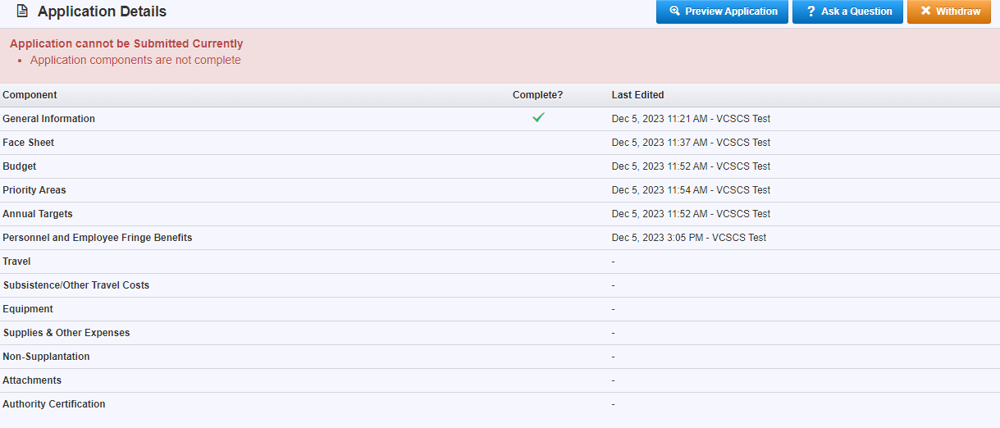 Application Details Preview Application ? Ask a Question Withdraw
Application cannot be Submitted Currently
• Application components are not complete
Component Complete? Last Edited
General Information ✓ Dec 5, 2023 11:21 AM - VCSCS Test
Face Sheet Dec 5, 2023 11:37 AM - VCSCS Test
Budget Dec 5, 2023 11:52 AM - VCSCS Test
Priority Areas Dec 5, 2023 11:54 AM - VCSCS Test
Annual Targets Dec 5, 2023 11:52 AM - VCSCS Test
Personnel and Employee Fringe Benefits Dec 5, 2023 3:05 PM - VCSCS Test
Travel -
Subsistence/Other Travel Costs -
Equipment -
Supplies & Other Expenses -
Non-Supplantation -
Attachments -
Authority Certification -